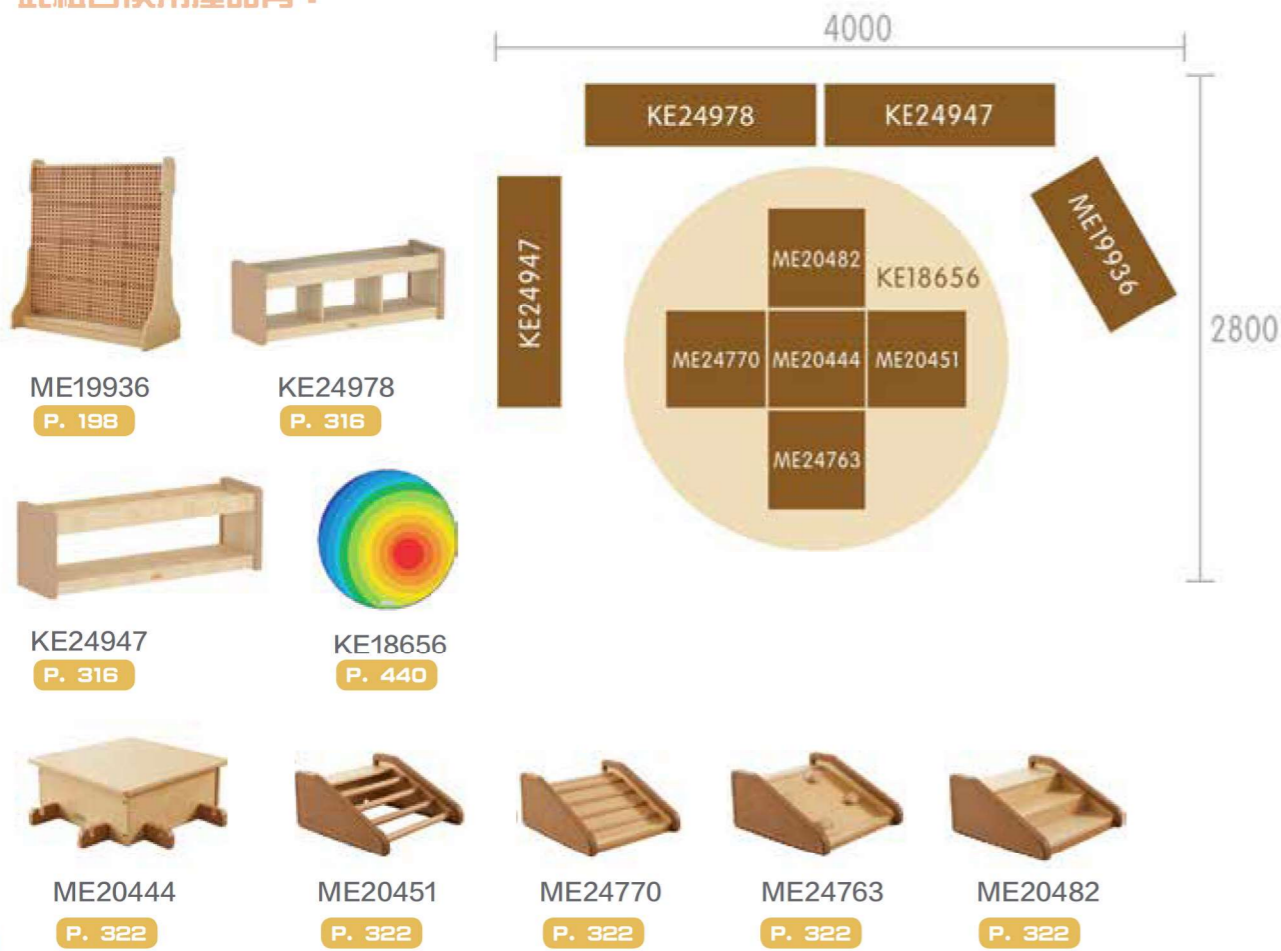 4000
KE24978
KE24947
KE24947
ME19936
ME20482
KE18656
ME24770
ME20444
ME20451
ME24763
2800
ME19936
P. 198
KE24978
P. 316
KE24947
P. 316
KE18656
P. 440
ME20444
P. 322
ME20451
P. 322
ME24770
P. 322
ME24763
P. 322
ME20482
P. 322